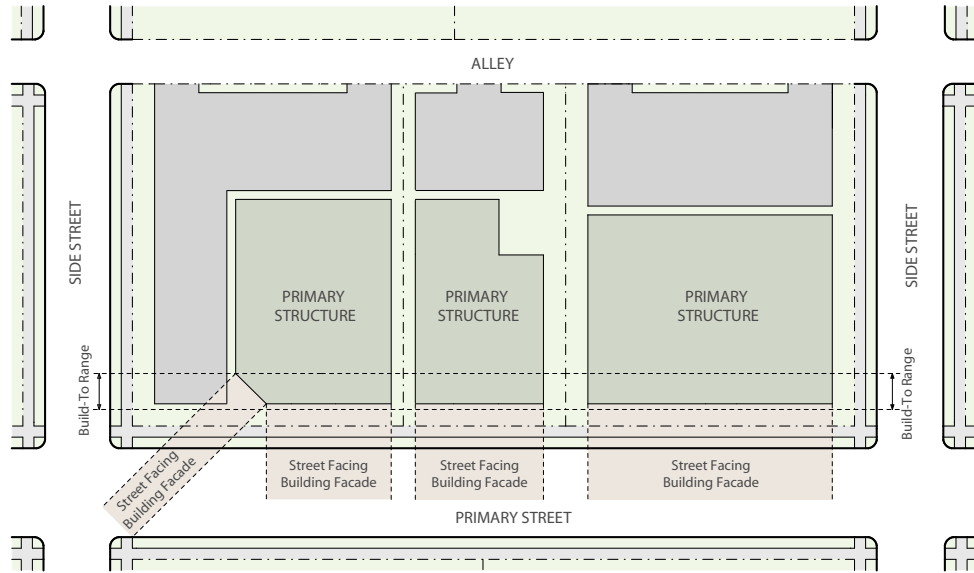 ALLEY
SIDE STREET
SIDE STREET
PRIMARY
STRUCTURE
PRIMARY
STRUCTURE
PRIMARY
STRUCTURE
Build-To Range
Build-To Range
Street Facing
Building Facade
Street Facing
Building Facade
Street Facing
Building Facade
Street Facing
Building Facade
PRIMARY STREET